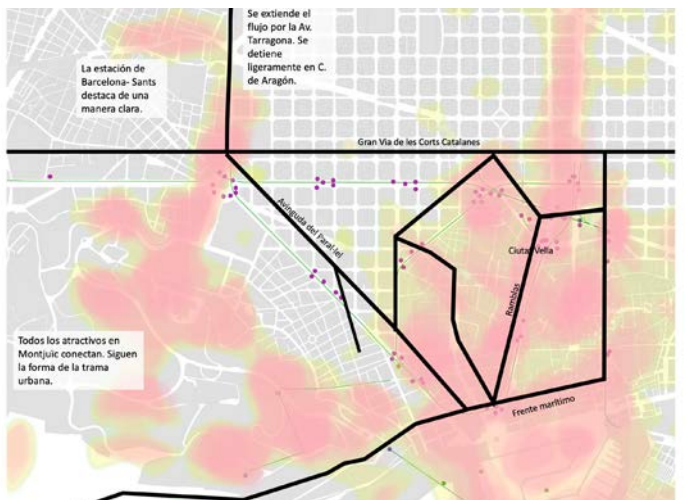 Se extiende el
flujo por la Av.
Tarragona. Se
detiene
ligeramente en C.
de Aragón.
La estación de
Barcelona- Sants
destaca de una
manera clara.
Gran Via de les Corts Catalanes
Avinguda del Paral·lel
Ciutat Vella
Ramblas
Todos los atractivos en
Montjuïc conectan. Siguen
la forma de la trama
urbana.
Frente marítimo